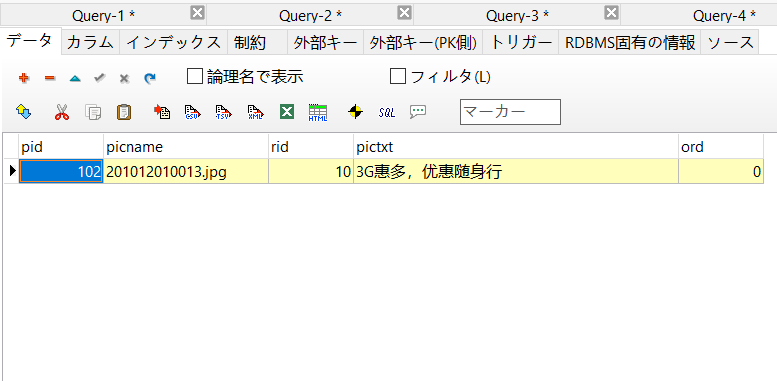 Query-1 * Query-2 * Query-3 * Query-4 *
データ カラム インデックス 制約 外部キー 外部キー(PK側) トリガー RDBMS固有の情報 ソース
論理名で表示 フィルタ(L)
CSV TSV XML HTML SQL マーカー
pid picname rid pictxt ord
102 201012010013.jpg 10 3G惠多，优惠随身行 0